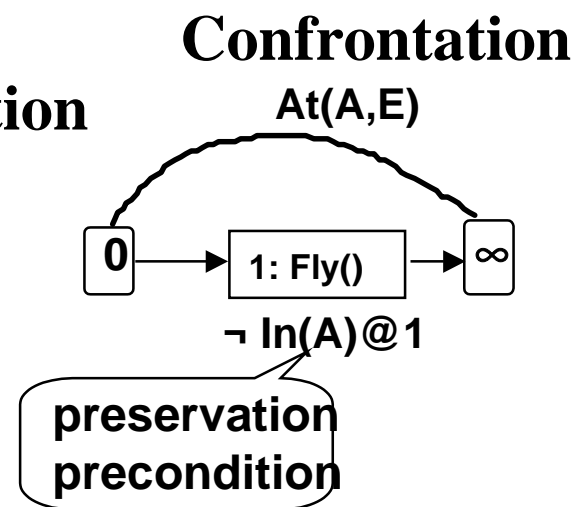 Confrontation
tion
At(A,E)
0
1: Fly()
∞
¬ In(A)@1
preservation
precondition